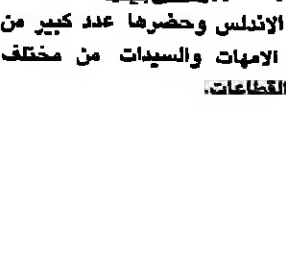 الاندلس وحضرها عدد كبير من
الامهات والسيدات من مختلف
القطاعات.